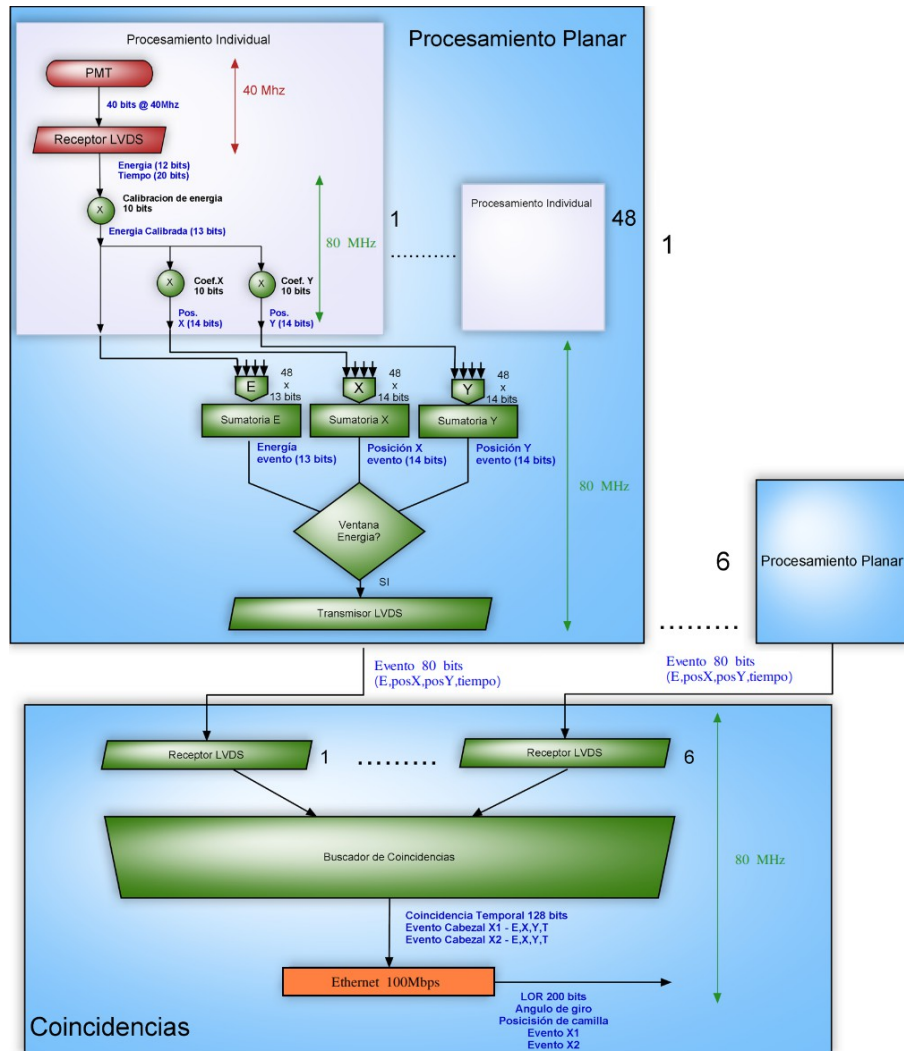 Procesamiento Individual
Procesamiento Planar
PMT
40 Mhz
40 bits @ 40Mhz
Receptor LVDS
Energia (12 bits)
Tiempo (20 bits)
Calibracion de energia
10 bits
X
Energia Calibrada (13 bits)
80 MHz
1
Procesamiento Individual
48
1
X
Coef.X
10 bits
X
Coef. Y
10 bits
Pos.
X (14 bits)
Pos.
Y (14 bits)
E
48
x
13 bits
X
48
x
14 bits
Y
48
x
14 bits
Sumatoria E
Sumatoria X
Sumatoria Y
Energía
evento (13 bits)
Posición X
evento (14 bits)
Posición Y
evento (14 bits)
80 MHz
Ventana
Energia?
SI
Transmisor LVDS
6
Procesamiento Planar
Evento 80 bits
(E,posX,posY,tiempo)
Evento 80 bits
(E,posX,posY,tiempo)
Receptor LVDS
1
Receptor LVDS
6
Buscador de Coincidencias
80 MHz
Coincidencia Temporal 128 bits
Evento Cabezal X1 - E,X,Y,T
Evento Cabezal X2 - E,X,Y,T
Ethernet 100Mbps
LOR 200 bits
Angulo de giro
Posicisión de camilla
Evento X1
Evento X2
Coincidencias